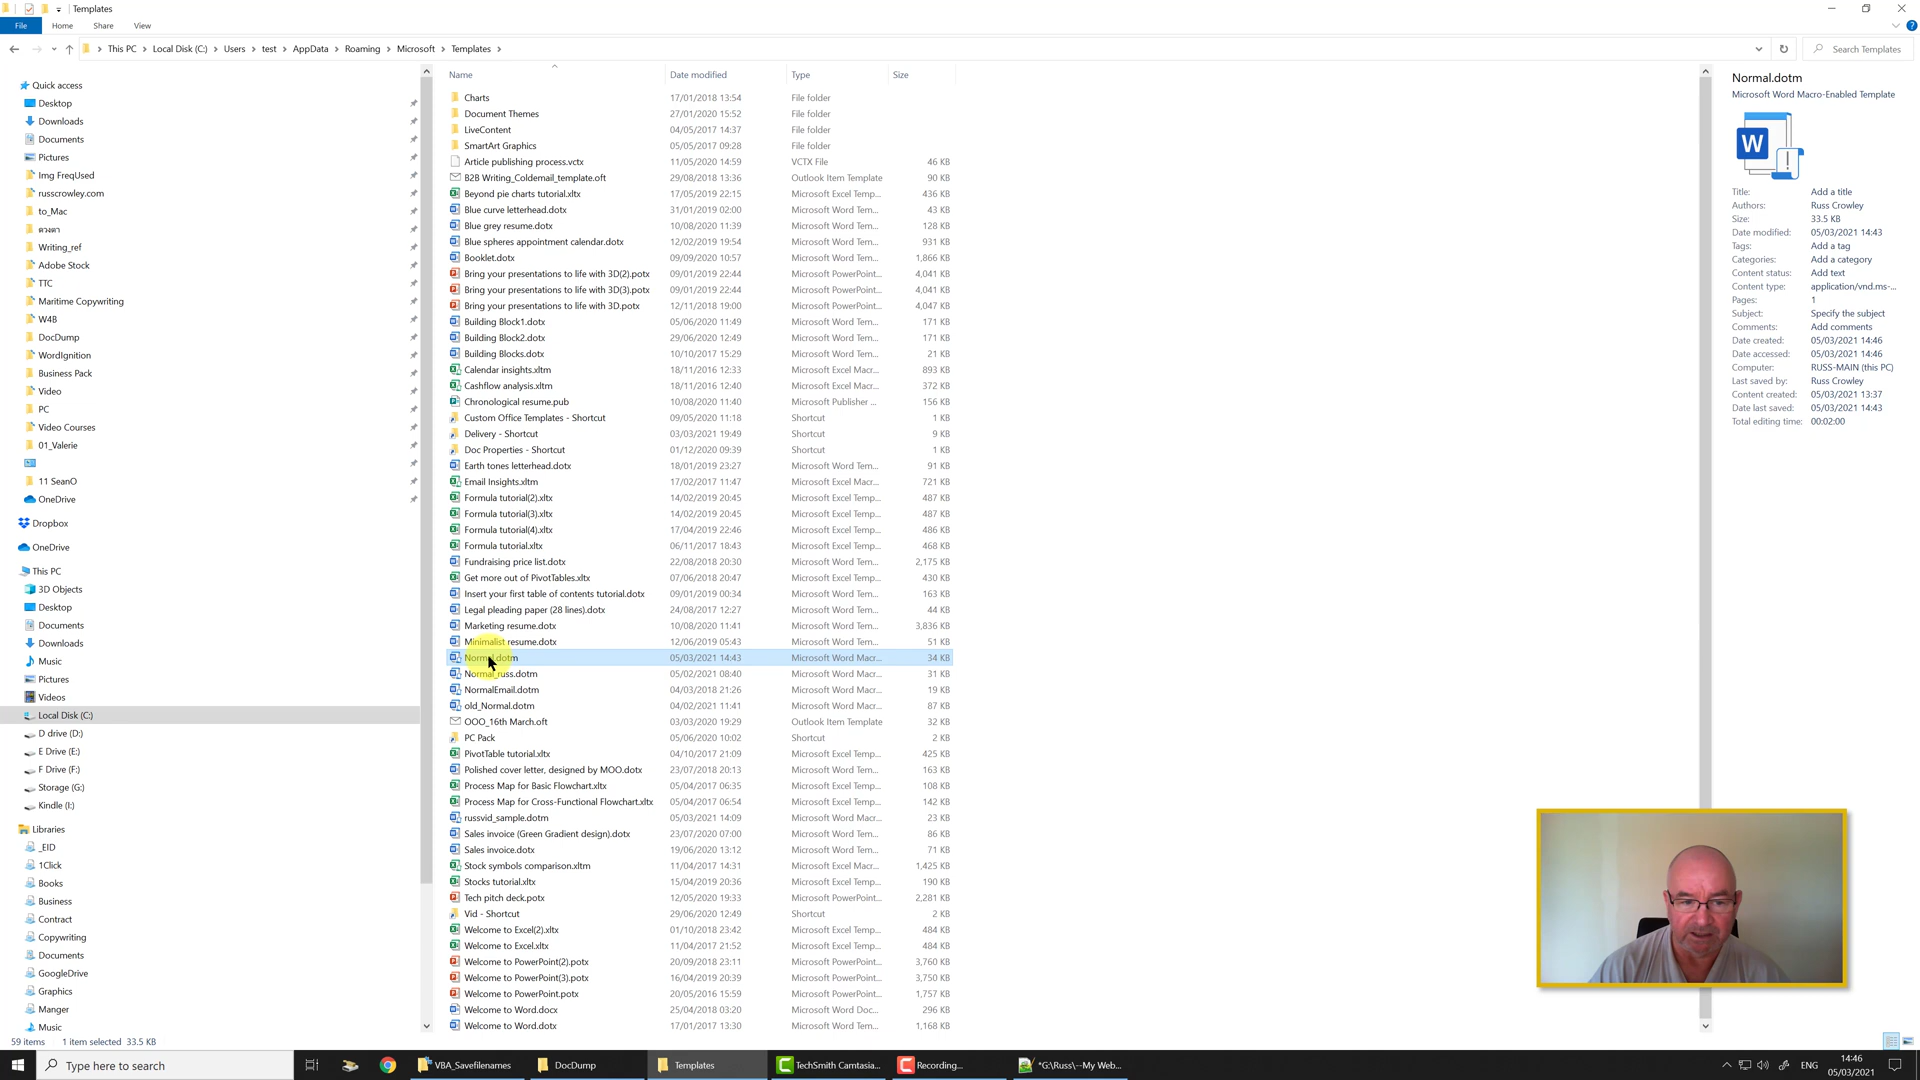 Templates
File Home Share View
This PC Local Disk (C:) Users test AppData Roaming Microsoft Templates Search Templates
Name Date modified Type Size
Quick access
Desktop
Downloads
Documents
Pictures
Img FreqUsed
russcrowley.com
to_Mac
ดวงตา
Writing_ref
Adobe Stock
TTC
Maritime Copywriting
W4B
DocDump
WordIgnition
Business Pack
Video
PC
Video Courses
01_Valerie
11 SeanO
OneDrive
Dropbox
OneDrive
This PC
3D Objects
Desktop
Documents
Downloads
Music
Pictures
Videos
Local Disk (C:)
D drive (D:)
E Drive (E:)
F Drive (F:)
Storage (G:)
Kindle (I:)
Libraries
_EID
1Click
Books
Business
Contract
Copywriting
Documents
GoogleDrive
Graphics
Manger
Music
Charts 17/01/2018 13:54 File folder
Document Themes 27/01/2020 15:52 File folder
LiveContent 04/05/2017 14:37 File folder
SmartArt Graphics 05/05/2017 09:28 File folder
Article publishing process.vctx 11/05/2020 14:59 VCTX File 46 KB
B2B Writing_Coldemail_template.oft 29/08/2018 13:36 Outlook Item Template 90 KB
Beyond pie charts tutorial.xltx 17/05/2019 22:15 Microsoft Excel Temp... 436 KB
Blue curve letterhead.dotx 31/01/2019 02:00 Microsoft Word Tem... 43 KB
Blue grey resume.dotx 10/08/2020 11:39 Microsoft Word Tem... 128 KB
Blue spheres appointment calendar.dotx 12/02/2019 19:54 Microsoft Word Tem... 931 KB
Booklet.dotx 09/09/2020 10:57 Microsoft Word Tem... 1,866 KB
Bring your presentations to life with 3D(2).potx 09/01/2019 22:44 Microsoft PowerPoint... 4,041 KB
Bring your presentations to life with 3D(3).potx 09/01/2019 22:44 Microsoft PowerPoint... 4,041 KB
Bring your presentations to life with 3D.potx 12/11/2018 19:00 Microsoft PowerPoint... 4,047 KB
Building Block1.dotx 05/06/2020 11:49 Microsoft Word Tem... 171 KB
Building Block2.dotx 29/06/2020 12:49 Microsoft Word Tem... 171 KB
Building Blocks.dotx 10/10/2017 15:29 Microsoft Word Tem... 21 KB
Calendar insights.xltm 18/11/2016 12:33 Microsoft Excel Macr... 893 KB
Cashflow analysis.xltm 18/11/2016 12:40 Microsoft Excel Macr... 372 KB
Chronological resume.pub 10/08/2020 11:40 Microsoft Publisher ... 156 KB
Custom Office Templates - Shortcut 09/05/2020 11:18 Shortcut 1 KB
Delivery - Shortcut 03/03/2021 19:49 Shortcut 9 KB
Doc Properties - Shortcut 01/12/2020 09:39 Shortcut 1 KB
Earth tones letterhead.dotx 18/01/2019 23:27 Microsoft Word Tem... 91 KB
Email Insights.xltm 17/02/2017 11:47 Microsoft Excel Macr... 721 KB
Formula tutorial(2).xltx 14/02/2019 20:45 Microsoft Excel Temp... 487 KB
Formula tutorial(3).xltx 14/02/2019 20:45 Microsoft Excel Temp... 487 KB
Formula tutorial(4).xltx 17/04/2019 22:46 Microsoft Excel Temp... 486 KB
Formula tutorial.xltx 06/11/2017 18:43 Microsoft Excel Temp... 468 KB
Fundraising price list.dotx 22/08/2018 20:30 Microsoft Word Tem... 2,175 KB
Get more out of PivotTables.xltx 07/06/2018 20:47 Microsoft Excel Temp... 430 KB
Insert your first table of contents tutorial.dotx 09/01/2019 00:34 Microsoft Word Tem... 163 KB
Legal pleading paper (28 lines).dotx 24/08/2017 12:27 Microsoft Word Tem... 44 KB
Marketing resume.dotx 10/08/2020 11:41 Microsoft Word Tem... 3,836 KB
Minimalist resume.dotx 12/06/2019 05:43 Microsoft Word Tem... 51 KB
Normal.dotm 05/03/2021 14:43 Microsoft Word Macr... 34 KB
Normal_russ.dotm 05/02/2021 08:40 Microsoft Word Macr... 31 KB
NormalEmail.dotm 04/03/2018 21:26 Microsoft Word Macr... 19 KB
old_Normal.dotm 04/02/2021 11:41 Microsoft Word Macr... 87 KB
OOO_16th March.oft 03/03/2020 19:29 Outlook Item Template 32 KB
PC Pack 05/06/2020 10:02 Shortcut 2 KB
PivotTable tutorial.xltx 04/10/2017 21:09 Microsoft Excel Temp... 425 KB
Polished cover letter, designed by MOO.dotx 23/07/2018 20:13 Microsoft Word Tem... 163 KB
Process Map for Basic Flowchart.xltx 05/04/2017 06:35 Microsoft Excel Temp... 108 KB
Process Map for Cross-Functional Flowchart.xltx 05/04/2017 06:54 Microsoft Excel Temp... 142 KB
russvid_sample.dotm 05/03/2021 14:09 Microsoft Word Macr... 23 KB
Sales invoice (Green Gradient design).dotx 23/07/2020 07:00 Microsoft Word Tem... 86 KB
Sales invoice.dotx 19/06/2020 13:12 Microsoft Word Tem... 71 KB
Stock symbols comparison.xltm 11/04/2017 14:31 Microsoft Excel Macr... 1,425 KB
Stocks tutorial.xltx 15/04/2019 20:36 Microsoft Excel Temp... 190 KB
Tech pitch deck.potx 12/05/2020 19:33 Microsoft PowerPoint... 2,281 KB
Vid - Shortcut 29/06/2020 12:49 Shortcut 2 KB
Welcome to Excel(2).xltx 01/10/2018 23:42 Microsoft Excel Temp... 484 KB
Welcome to Excel.xltx 11/04/2017 21:52 Microsoft Excel Temp... 484 KB
Welcome to PowerPoint(2).potx 20/09/2018 23:11 Microsoft PowerPoint... 3,760 KB
Welcome to PowerPoint(3).potx 16/04/2019 20:39 Microsoft PowerPoint... 3,750 KB
Welcome to PowerPoint.potx 20/05/2016 15:59 Microsoft PowerPoint... 1,757 KB
Welcome to Word.docx 25/04/2018 03:20 Microsoft Word Doc... 296 KB
Welcome to Word.dotx 17/01/2017 13:30 Microsoft Word Tem... 1,168 KB
Normal.dotm
Microsoft Word Macro-Enabled Template
W
Title: Add a title
Authors: Russ Crowley
Size: 33.5 KB
Date modified: 05/03/2021 14:43
Tags: Add a tag
Categories: Add a category
Content status: Add text
Content type: application/vnd.ms-...
Pages: 1
Subject: Specify the subject
Comments: Add comments
Date created: 05/03/2021 14:46
Date accessed: 05/03/2021 14:46
Computer: RUSS-MAIN (this PC)
Last saved by: Russ Crowley
Content created: 05/03/2021 13:37
Date last saved: 05/03/2021 14:43
Total editing time: 00:02:00
59 items 1 item selected 33.5 KB
Type here to search VBA_Savefilenames DocDump Templates TechSmith Camtasia... Recording... *G:\Russ\--My Web... ENG 14:46
05/03/2021